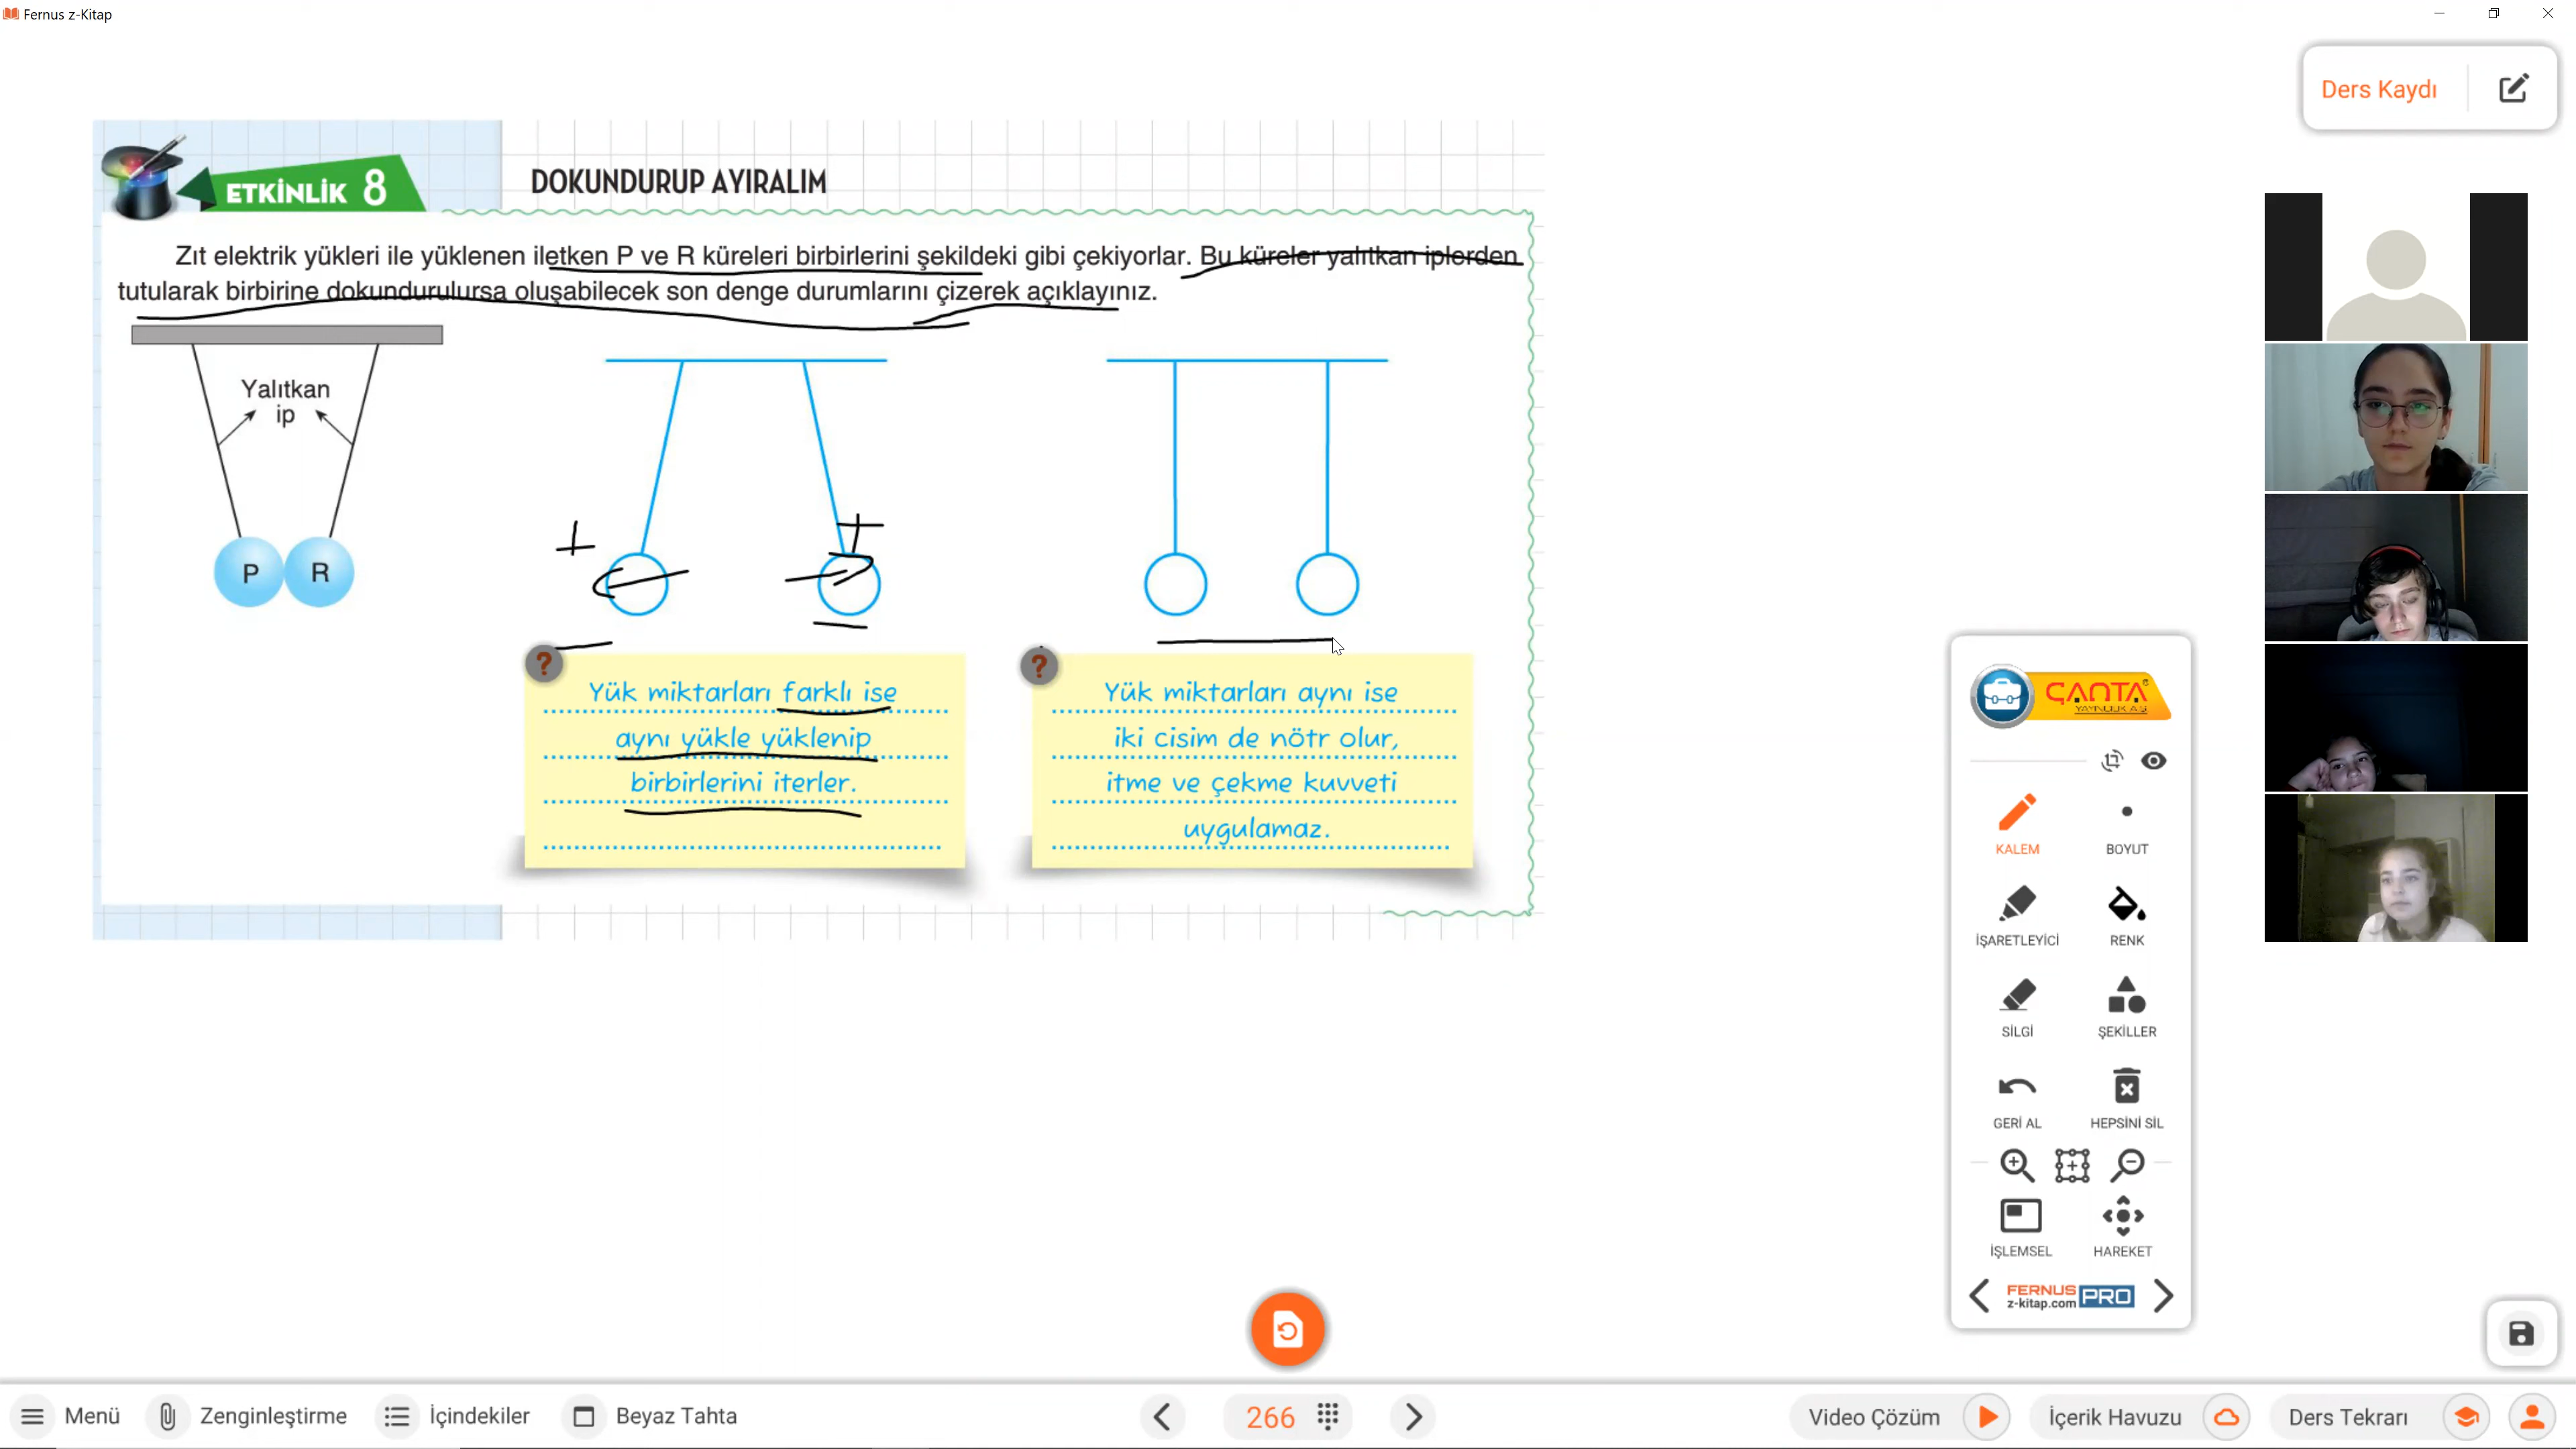 Fernus z-Kitap
Ders Kaydı
ETKİNLİK 8
DOKUNDURUP AYIRALIM
Zıt elektrik yükleri ile yüklenen iletken P ve R küreleri birbirlerini şekildeki gibi çekiyorlar. Bu küreler yalıtkan iplerden
tutularak birbirine dokundurulursa oluşabilecek son denge durumlarını çizerek açıklayınız.
Yalıtkan
ip
P R
+ +
?
Yük miktarları farklı ise
aynı yükle yüklenip
birbirlerini iterler.
?
Yük miktarları aynı ise
iki cisim de nötr olur,
itme ve çekme kuvveti
uygulamaz.
ÇANTA
YAYINCILIK A.Ş.
KALEM
BOYUT
İŞARETLEYİCİ
RENK
SİLGİ
ŞEKİLLER
GERİ AL
HEPSİNİ SİL
İŞLEMSEL
HAREKET
FERNUS
z-kitap.com
PRO
Menü
Zenginleştirme
İçindekiler
Beyaz Tahta
266
Video Çözüm
İçerik Havuzu
Ders Tekrarı